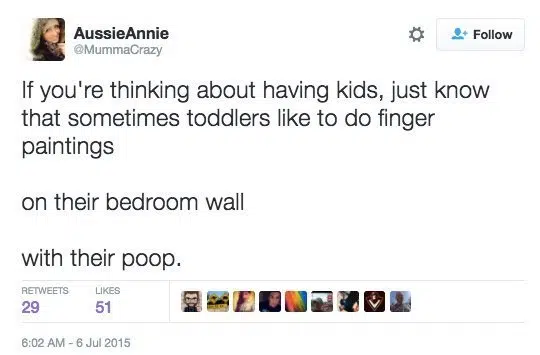 AussieAnnie
@MummaCrazy
Follow
If you're thinking about having kids, just know
that sometimes toddlers like to do finger
paintings
on their bedroom wall
with their poop.
RETWEETS LIKES
29 51
6:02 AM - 6 Jul 2015